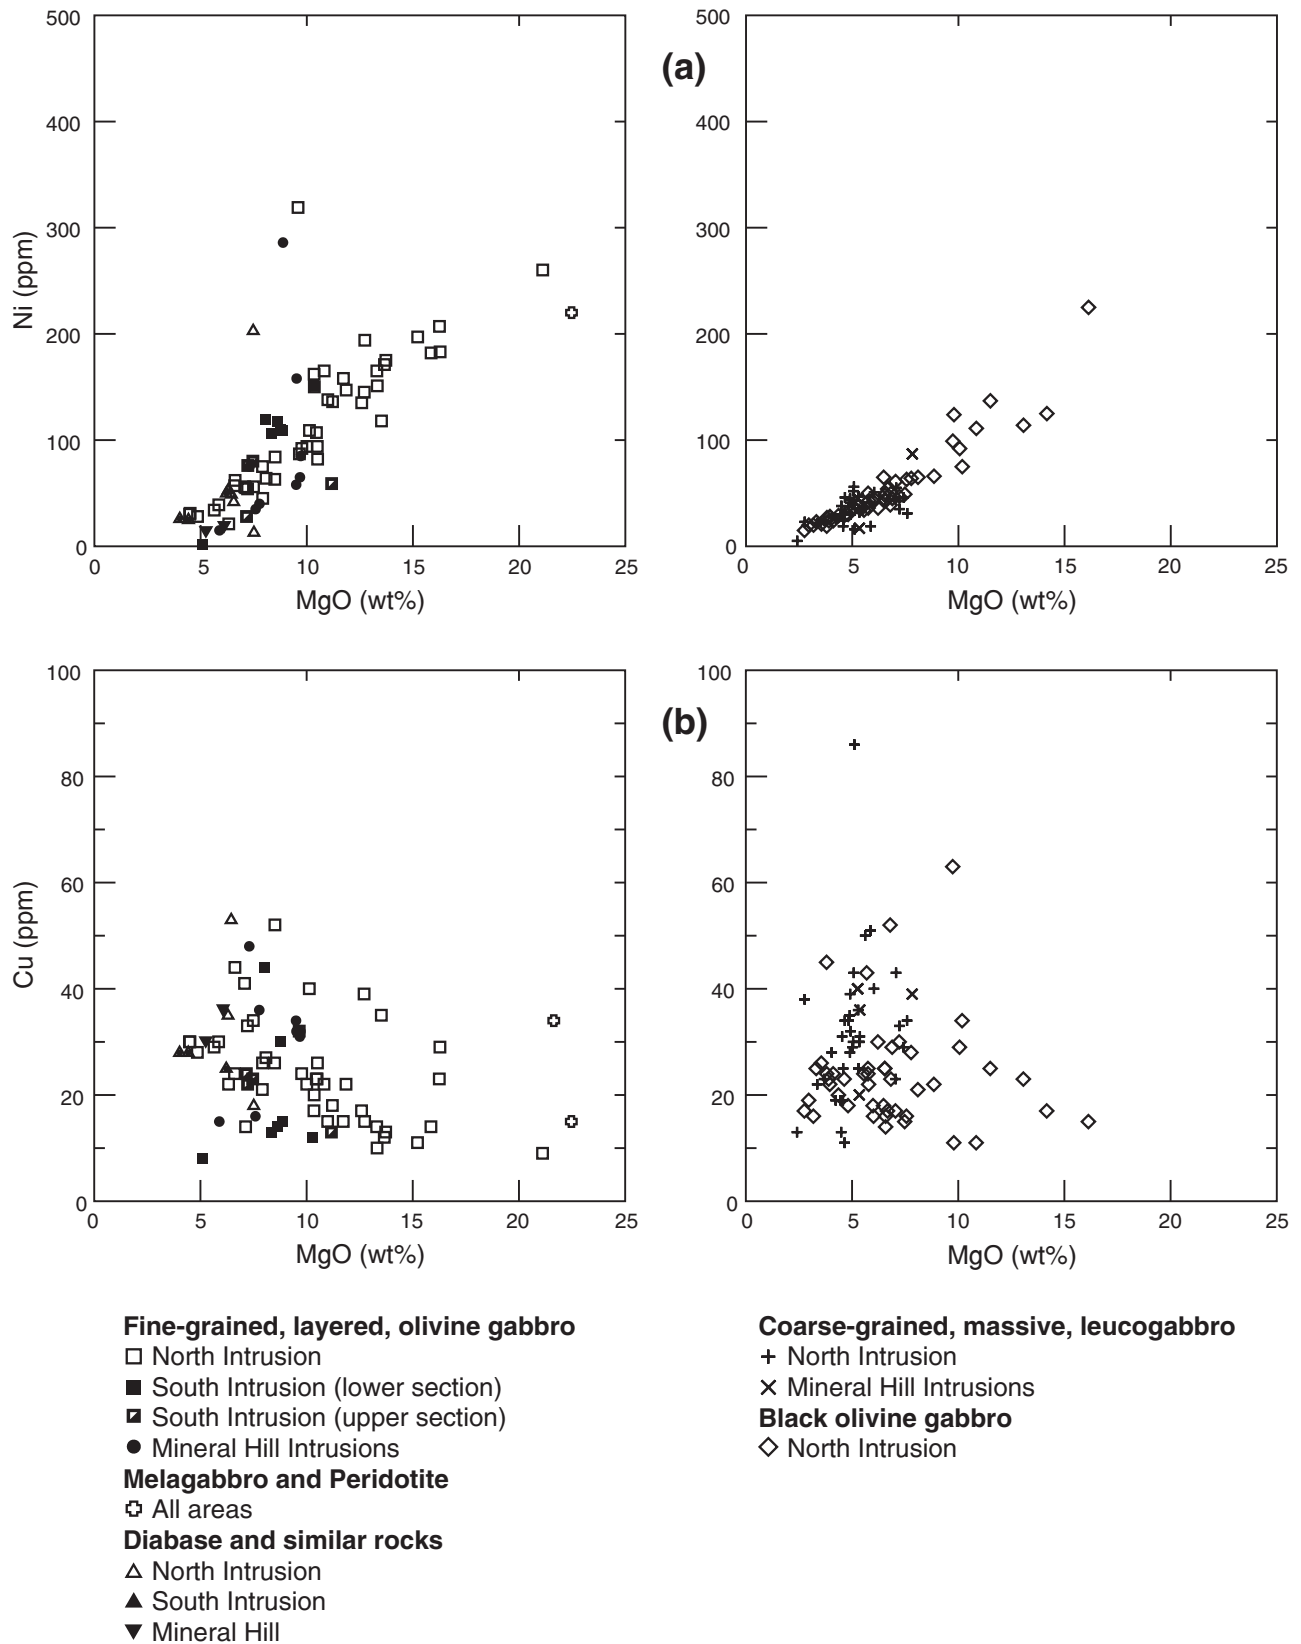 500
400
300
200
100
0
Ni (ppm)
0 5 10 15 20 25
MgO (wt%)
(a)
500
400
300
200
100
0
0 5 10 15 20 25
MgO (wt%)
100
80
60
40
20
0
Cu (ppm)
0 5 10 15 20 25
MgO (wt%)
(b)
100
80
60
40
20
0
0 5 10 15 20 25
MgO (wt%)
Fine-grained, layered, olivine gabbro
North Intrusion
South Intrusion (lower section)
South Intrusion (upper section)
Mineral Hill Intrusions
Melagabbro and Peridotite
All areas
Diabase and similar rocks
North Intrusion
South Intrusion
Mineral Hill
Coarse-grained, massive, leucogabbro
North Intrusion
Mineral Hill Intrusions
Black olivine gabbro
North Intrusion